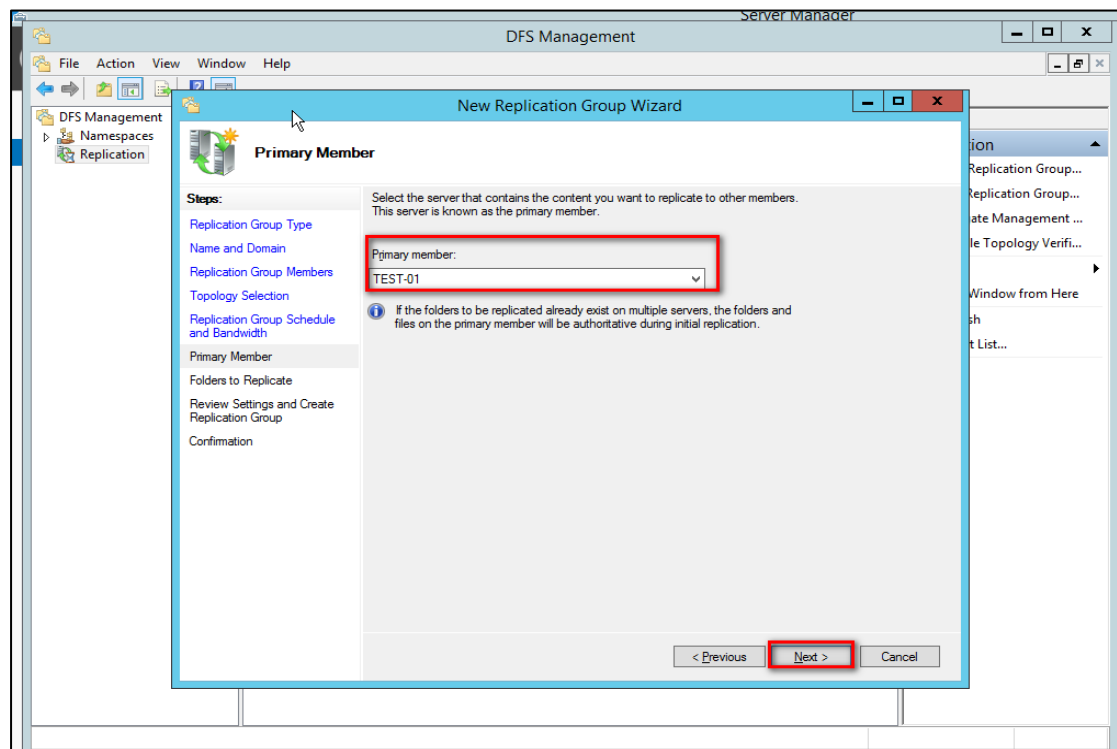 Server Manager
DFS Management
File Action View Window Help
DFS Management
Namespaces
Replication
New Replication Group Wizard
Primary Member
Steps:
Replication Group Type
Name and Domain
Replication Group Members
Topology Selection
Replication Group Schedule
and Bandwidth
Primary Member
Folders to Replicate
Review Settings and Create
Replication Group
Confirmation
Select the server that contains the content you want to replicate to other members.
This server is known as the primary member.
Primary member:
TEST-01
If the folders to be replicated already exist on multiple servers, the folders and
files on the primary member will be authoritative during initial replication.
< Previous Next > Cancel
ion
Replication Group...
Replication Group...
ate Management ...
le Topology Verifi...
Window from Here
sh
t List...